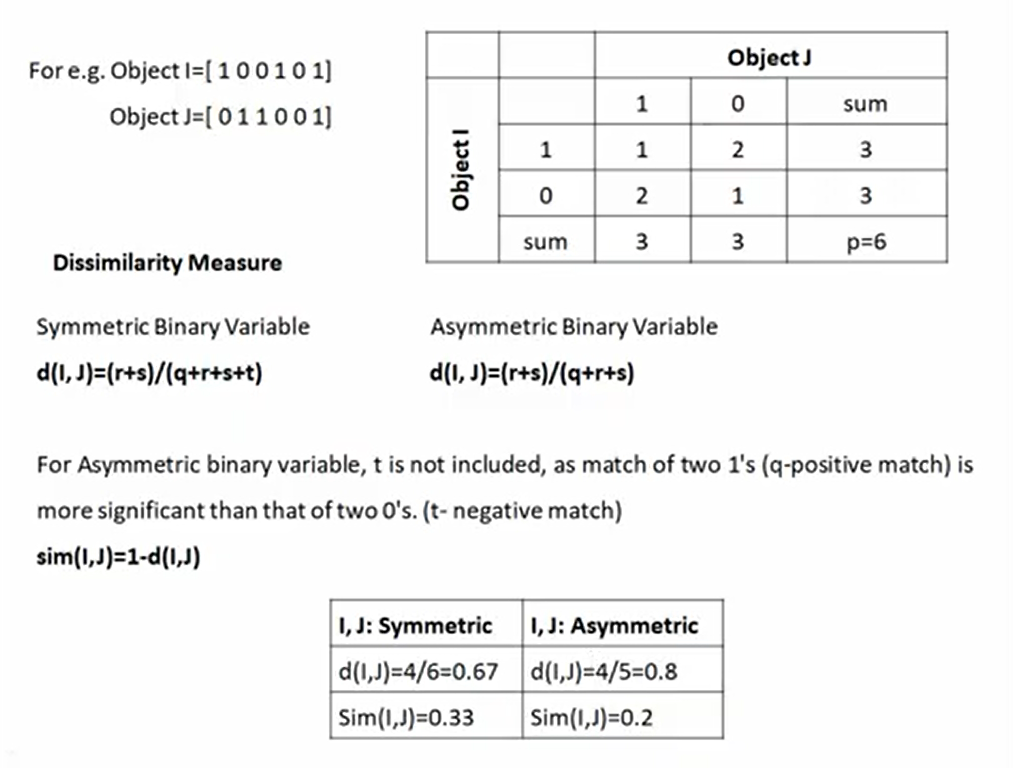 For e.g. Object I=[ 1 0 0 1 0 1]
Object J=[ 0 1 1 0 0 1]
Object J
1 0 sum
Object I
1 1 2 3
0 2 1 3
sum 3 3 p=6
Dissimilarity Measure
Symmetric Binary Variable
d(I, J)=(r+s)/(q+r+s+t)
Asymmetric Binary Variable
d(I, J)=(r+s)/(q+r+s)
For Asymmetric binary variable, t is not included, as match of two 1's (q-positive match) is
more significant than that of two 0's. (t- negative match)
sim(I,J)=1-d(I,J)
I, J: Symmetric I, J: Asymmetric
d(I,J)=4/6=0.67 d(I,J)=4/5=0.8
Sim(I,J)=0.33 Sim(I,J)=0.2